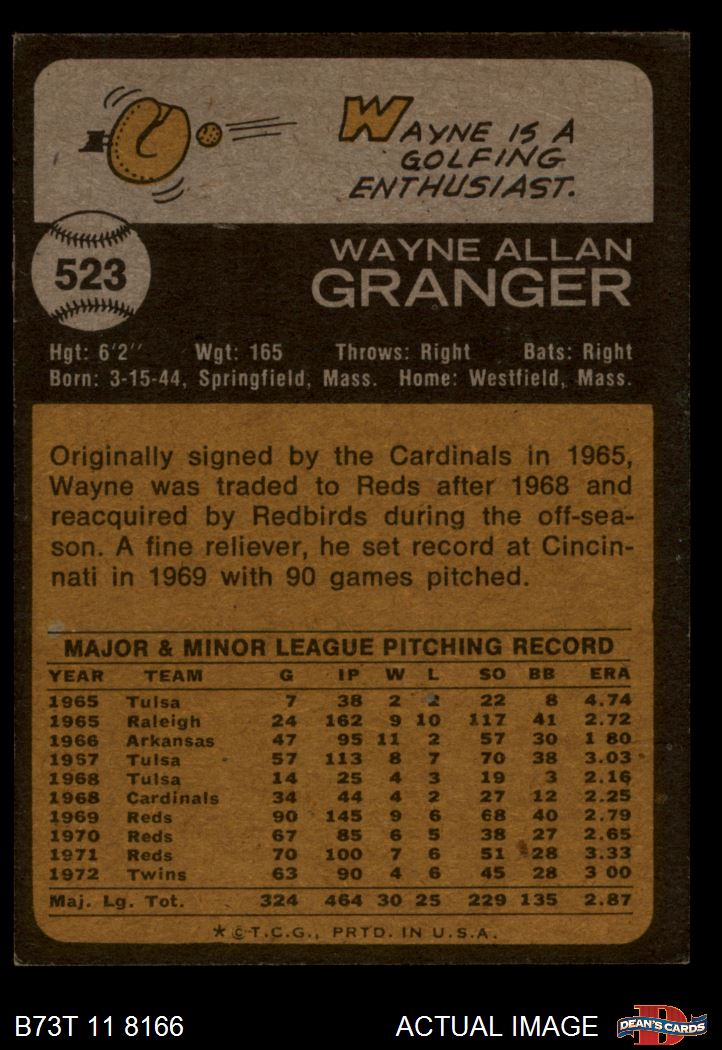 WAYNE IS A
GOLFING
ENTHUSIAST.
523
WAYNE ALLAN
GRANGER
Hgt: 6'2'' Wgt: 165 Throws: Right Bats: Right
Born: 3-15-44, Springfield, Mass. Home: Westfield, Mass.
Originally signed by the Cardinals in 1965,
Wayne was traded to Reds after 1968 and
reacquired by Redbirds during the off-sea-
son. A fine reliever, he set record at Cincin-
nati in 1969 with 90 games pitched.
MAJOR & MINOR LEAGUE PITCHING RECORD
YEAR TEAM G IP W L SO BB ERA
1965 Tulsa 7 38 2 2 22 8 4.74
1965 Raleigh 24 162 9 10 117 41 2.72
1966 Arkansas 47 95 11 2 57 30 1 80
1957 Tulsa 57 113 8 7 70 38 3.03
1968 Tulsa 14 25 4 3 19 3 2.16
1968 Cardinals 34 44 4 2 27 12 2.25
1969 Reds 90 145 9 6 68 40 2.79
1970 Reds 67 85 6 5 38 27 2.65
1971 Reds 70 100 7 6 51 28 3.33
1972 Twins 63 90 4 6 45 28 3 00
Maj. Lg. Tot. 324 464 30 25 229 135 2.87
★ © T.C.G., PRTD. IN U.S.A.
B73T 11 8166 ACTUAL IMAGE DEAN'S CARDS